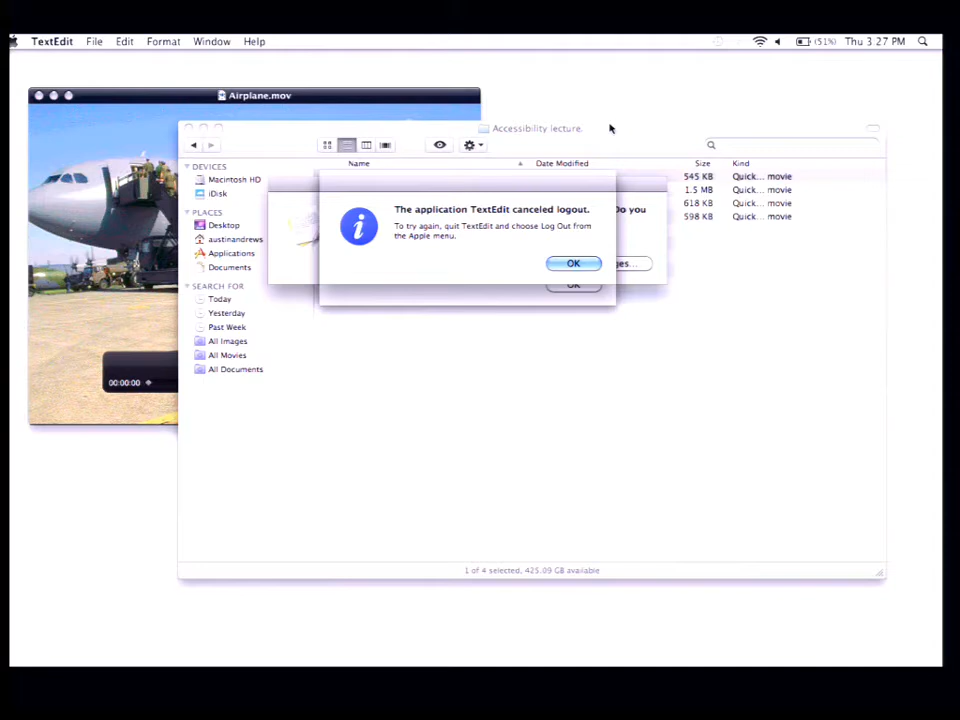 TextEdit File Edit Format Window Help (51%) Thu 3:27 PM
Airplane.mov
Accessibility lecture.
DEVICES Name Date Modified Size Kind
Macintosh HD 545 KB Quick... movie
iDisk 1.5 MB Quick... movie
618 KB Quick... movie
PLACES The application TextEdit canceled logout. Do you 598 KB Quick... movie
Desktop To try again, quit TextEdit and choose Log Out from
austinandrews the Apple menu.
Applications
Documents OK ges...
SEARCH FOR OK
Today
Yesterday
Past Week
All Images
All Movies
All Documents
00:00:00
1 of 4 selected, 425.09 GB available